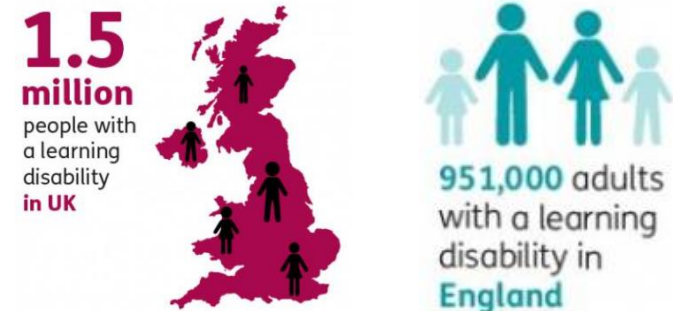 1.5
million
people with
a learning
disability
in UK
951,000 adults
with a learning
disability in
England